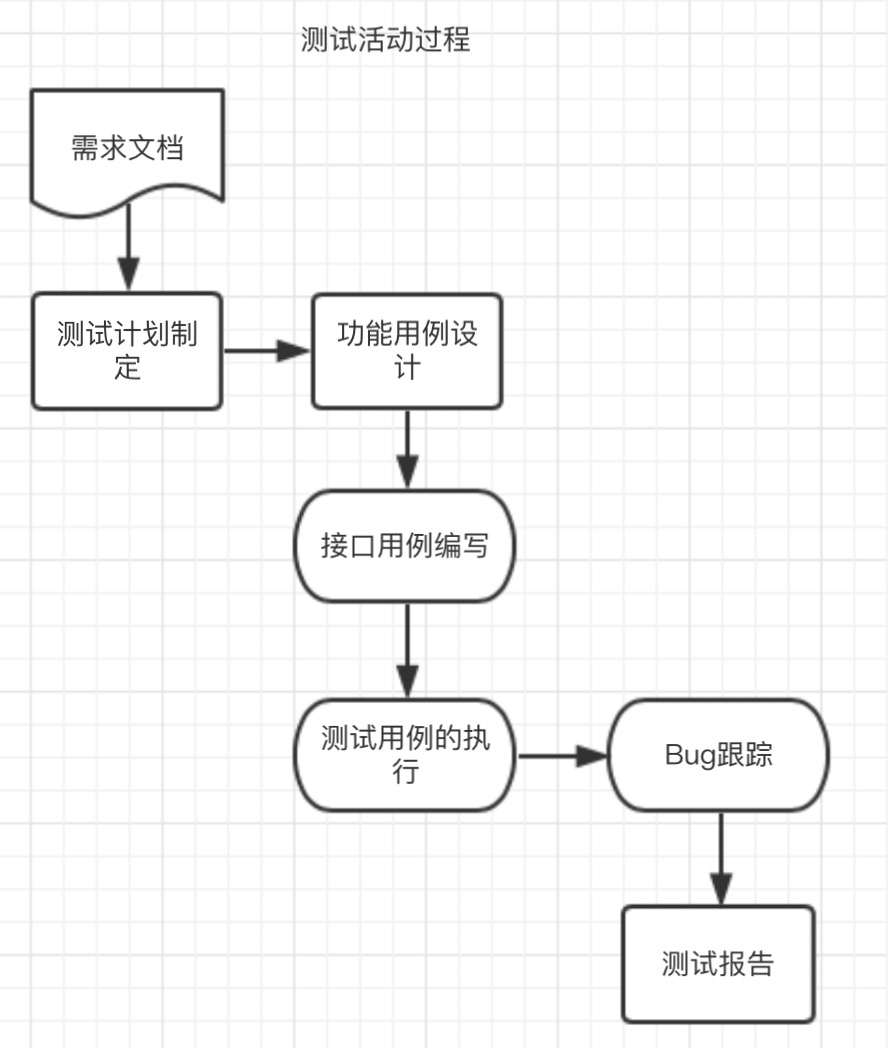 测试活动过程
需求文档
测试计划制
定
功能用例设
计
接口用例编写
测试用例的执
行
Bug跟踪
测试报告